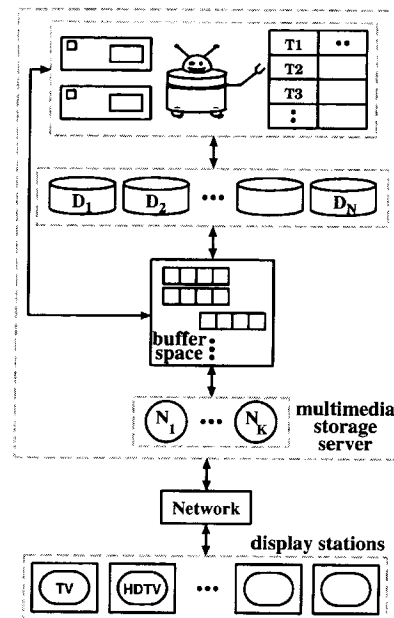 T1 ••
T2
T3
⋮
D1 D2 ••• DN
buffer
space
⋮
N1 ••• NK
multimedia
storage
server
Network
display stations
TV HDTV •••